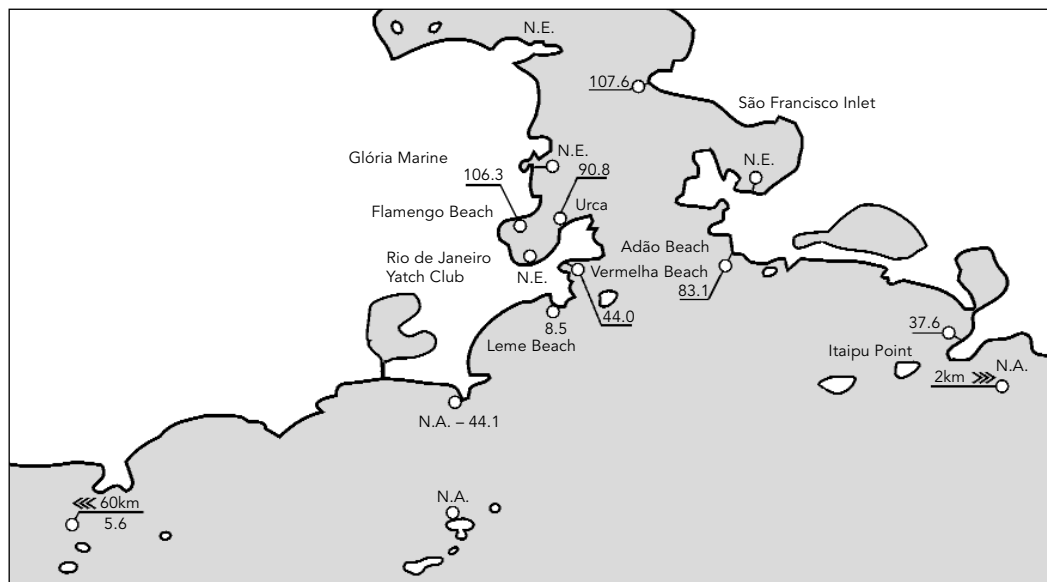 N.E.
107.6
São Francisco Inlet
Glória Marine
N.E.
N.E.
106.3
90.8
Flamengo Beach
Urca
Adão Beach
Rio de Janeiro
Yatch Club
N.E.
Vermelha Beach
83.1
44.0
8.5
Leme Beach
37.6
Itaipu Point
2km
N.A.
N.A. – 44.1
60km
5.6
N.A.